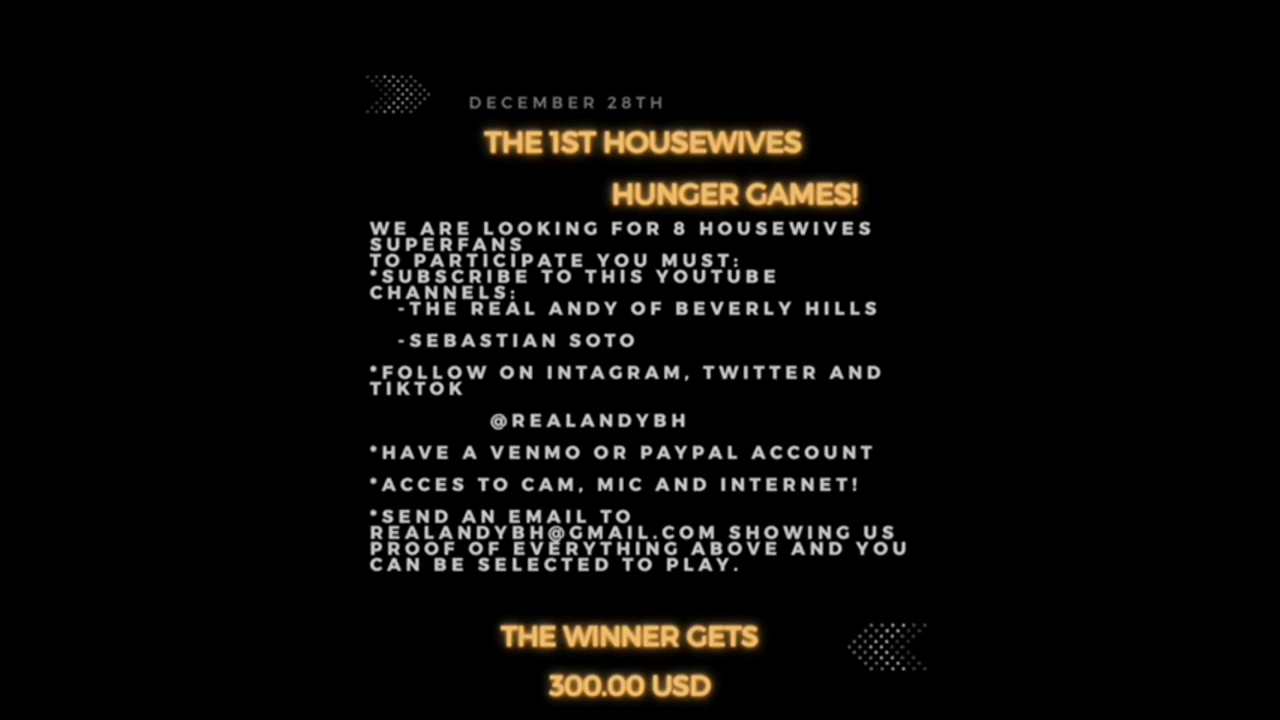 DECEMBER 28TH
THE 1ST HOUSEWIVES
HUNGER GAMES!
WE ARE LOOKING FOR 8 HOUSEWIVES
SUPERFANS
TO PARTICIPATE YOU MUST:
*SUBSCRIBE TO THIS YOUTUBE
CHANNELS:
-THE REAL ANDY OF BEVERLY HILLS
-SEBASTIAN SOTO
*FOLLOW ON INTAGRAM, TWITTER AND
TIKTOK
@REALANDYBH
*HAVE A VENMO OR PAYPAL ACCOUNT
*ACCES TO CAM, MIC AND INTERNET!
*SEND AN EMAIL TO
REALANDYBH@GMAIL.COM SHOWING US
PROOF OF EVERYTHING ABOVE AND YOU
CAN BE SELECTED TO PLAY.
THE WINNER GETS
300.00 USD